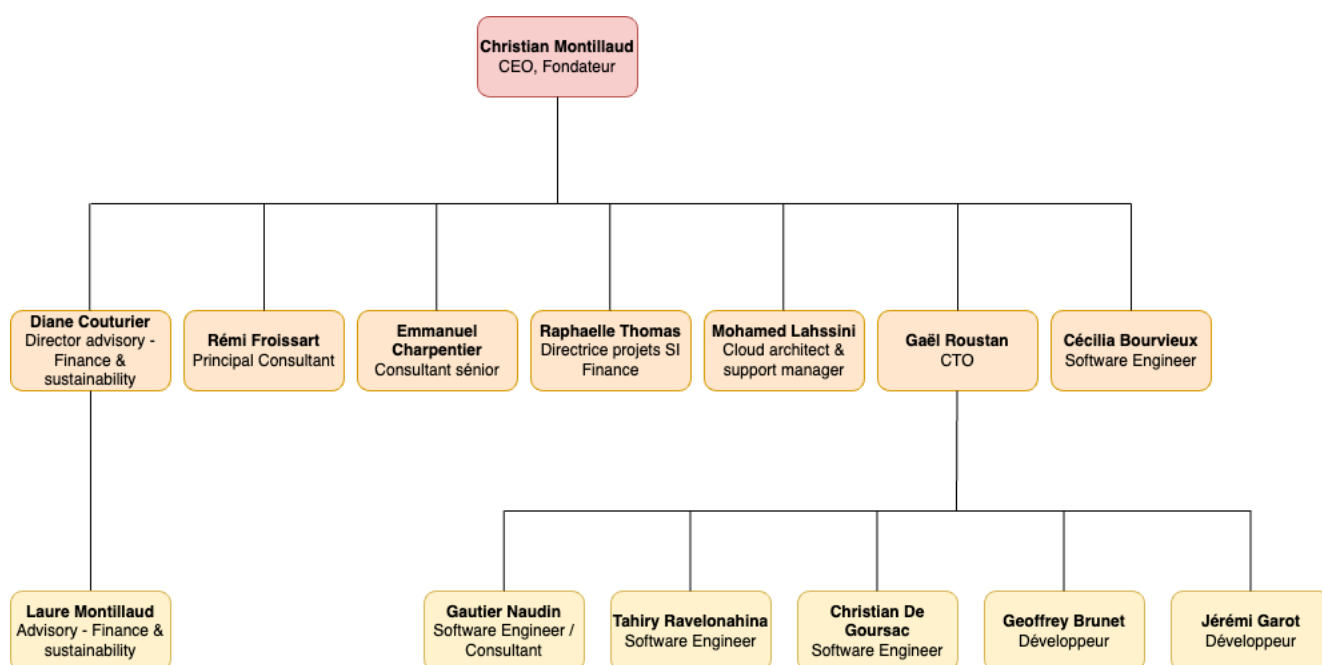 Christian Montillaud
CEO, Fondateur
Diane Couturier
Director advisory -
Finance &
sustainability
Rémi Froissart
Principal Consultant
Emmanuel
Charpentier
Consultant sénior
Raphaelle Thomas
Directrice projets SI
Finance
Mohamed Lahssini
Cloud architect &
support manager
Gaël Roustan
CTO
Cécilia Bourvieux
Software Engineer
Laure Montillaud
Advisory - Finance &
sustainability
Gautier Naudin
Software Engineer /
Consultant
Tahiry Ravelonahina
Software Engineer
Christian De
Goursac
Software Engineer
Geoffrey Brunet
Développeur
Jérémi Garot
Développeur